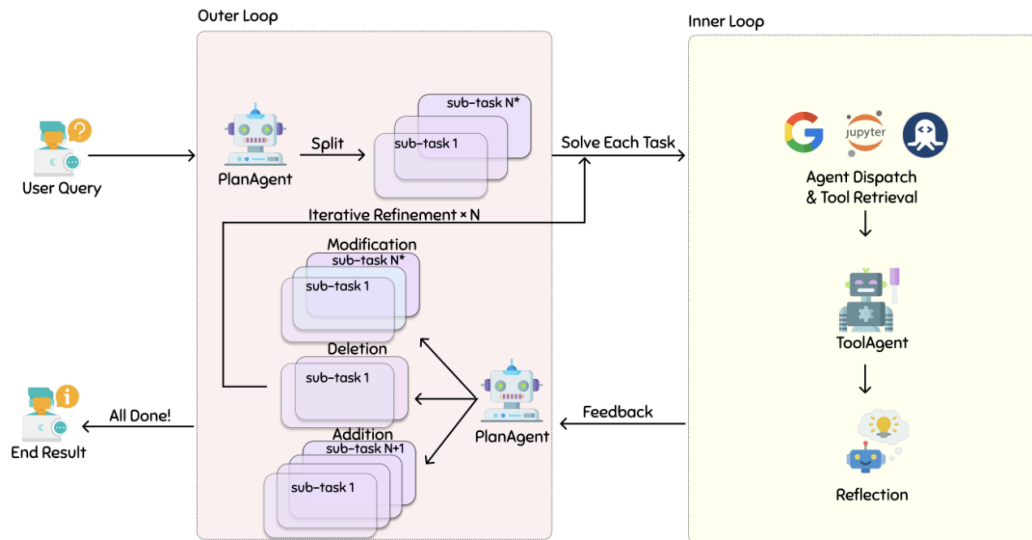 Outer Loop
Inner Loop
sub-task N*
sub-task 1
Split
PlanAgent
User Query
Solve Each Task
jupyter
Agent Dispatch
& Tool Retrieval
Iterative Refinement × N
Modification
sub-task N*
sub-task 1
ToolAgent
Deletion
sub-task 1
PlanAgent
Feedback
All Done!
End Result
Addition
sub-task N+1
sub-task 1
Reflection